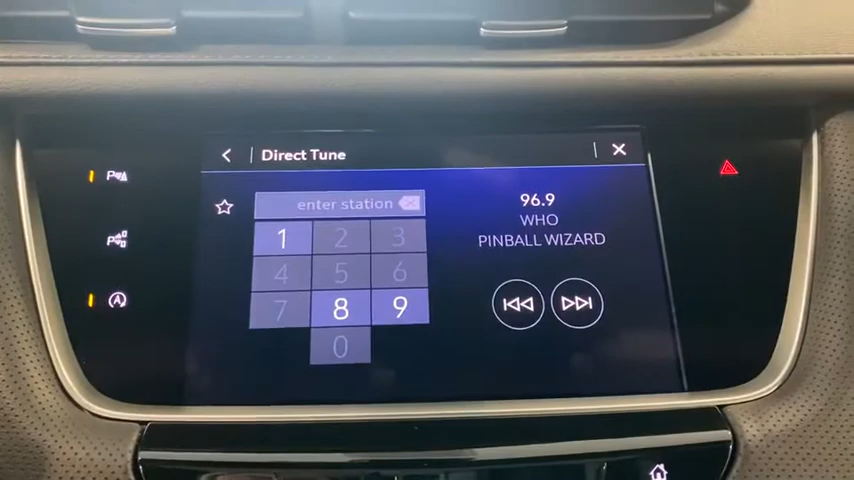 Direct Tune
enter station
1 2 3
4 5 6
7 8 9
0
96.9
WHO
PINBALL WIZARD
P
P
A